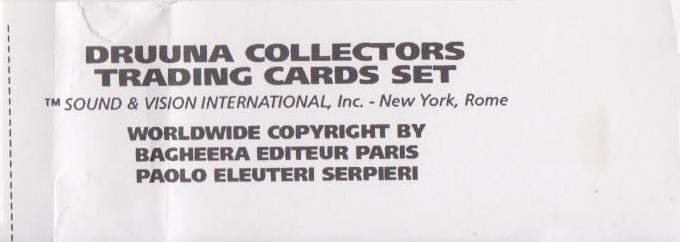 DRUUNA COLLECTORS
TRADING CARDS SET
™ SOUND & VISION INTERNATIONAL, Inc. - New York, Rome
WORLDWIDE COPYRIGHT BY
BAGHEERA EDITEUR PARIS
PAOLO ELEUTERI SERPIERI